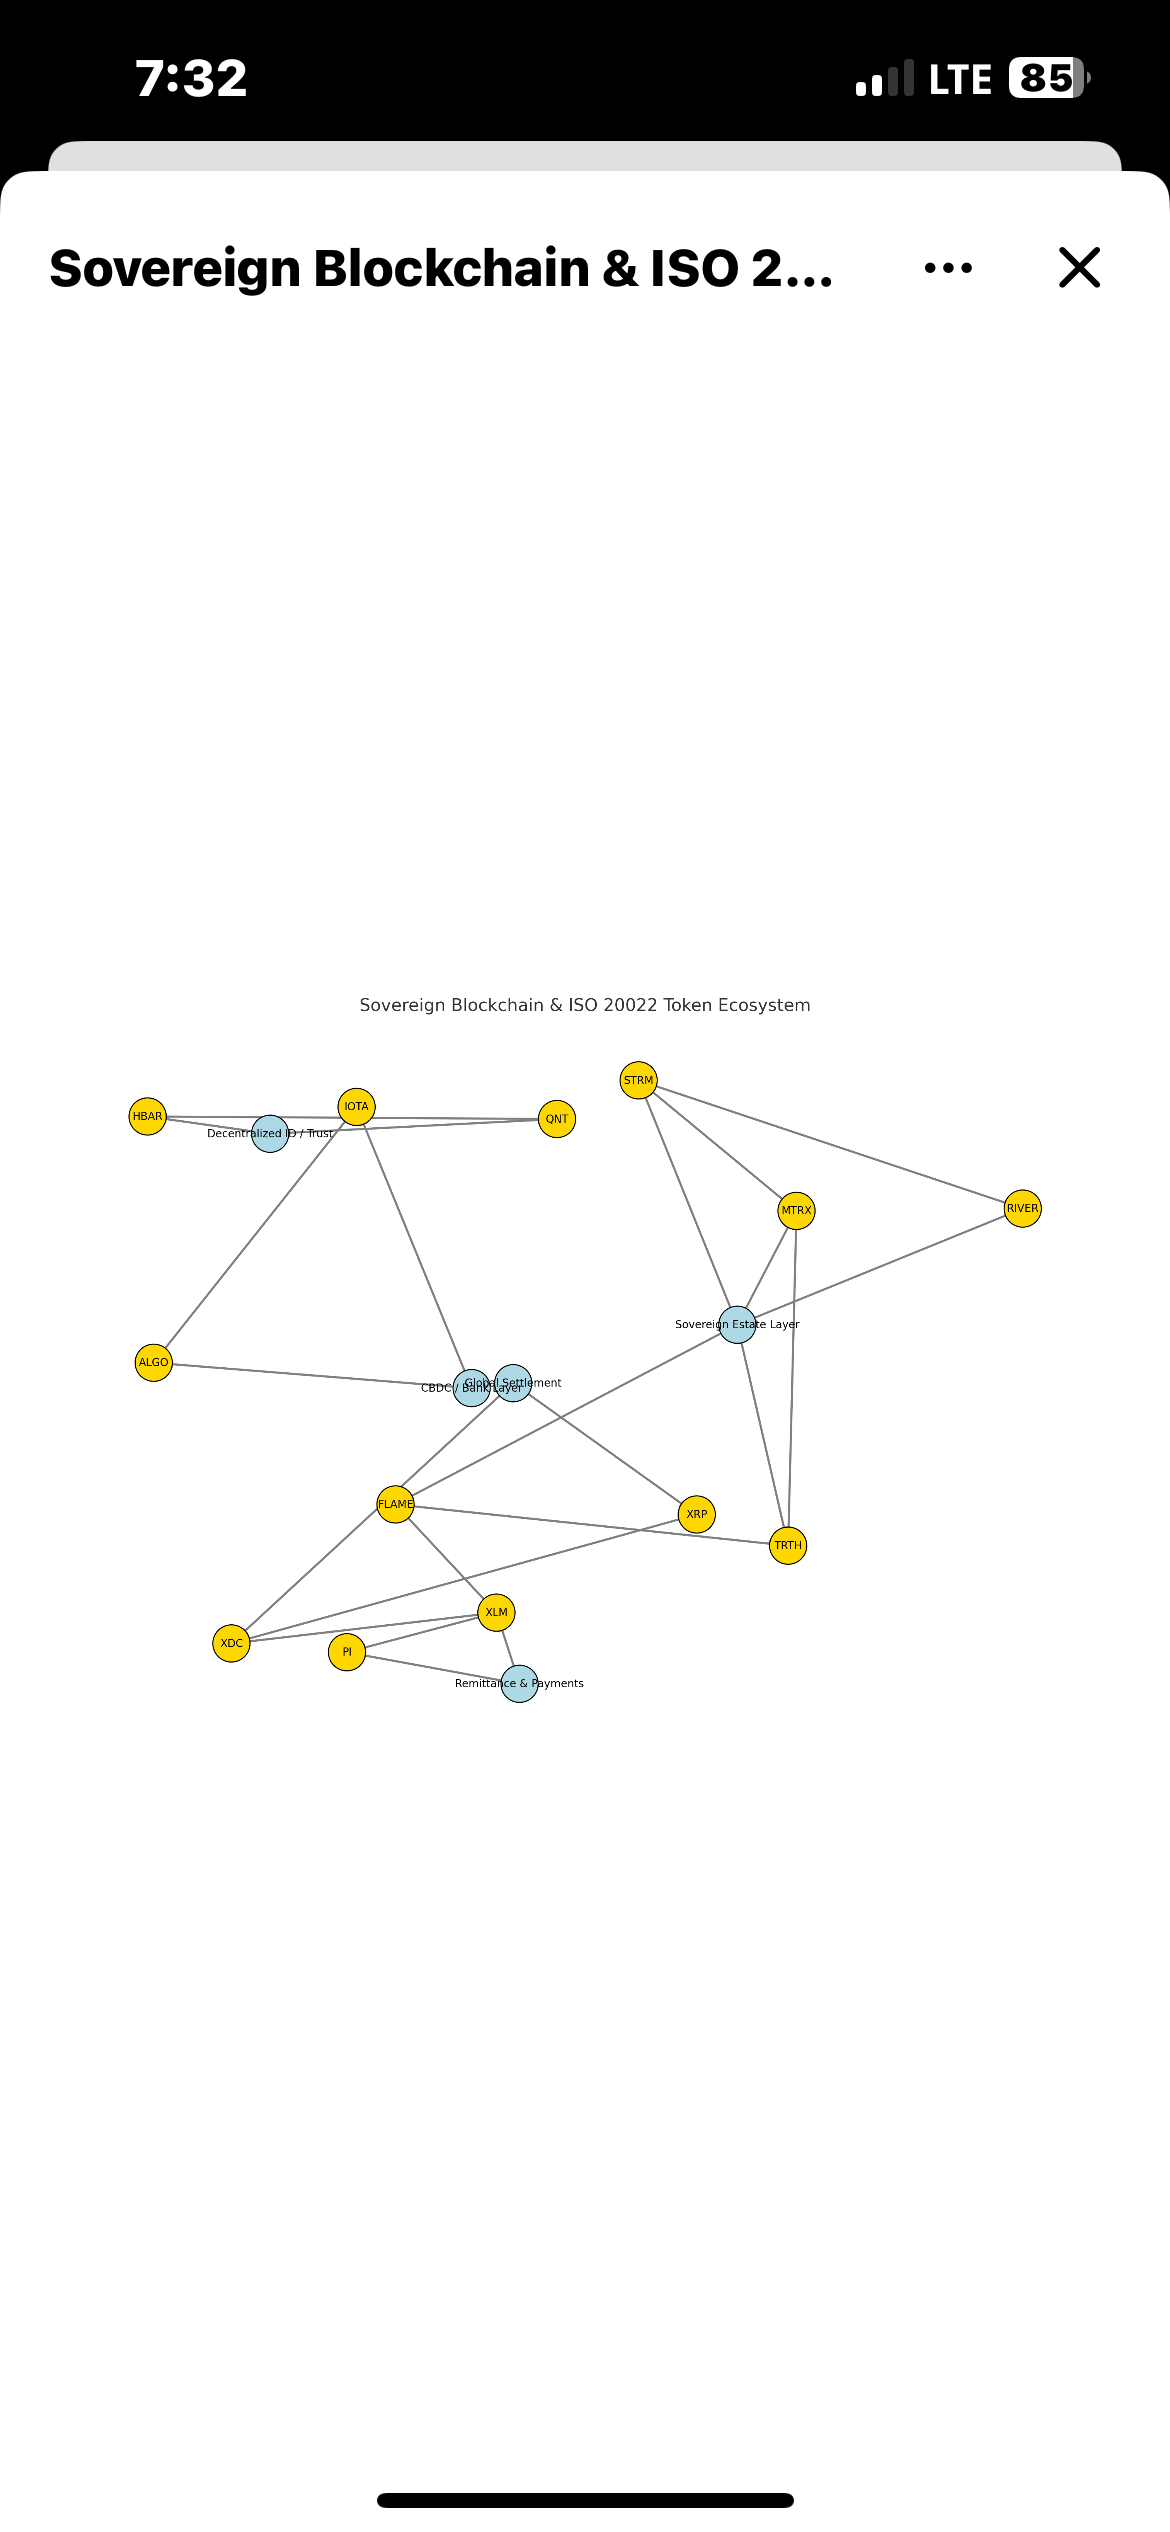 7:32
LTE 85
Sovereign Blockchain & ISO 2...
Sovereign Blockchain & ISO 20022 Token Ecosystem
STRM
HBAR
IOTA
QNT
Decentralized ID / Trust
MTRX
RIVER
Sovereign Estate Layer
ALGO
CBDC / Bank Layer
Global Settlement
FLAME
XRP
TRTH
XLM
XDC
PI
Remittance & Payments